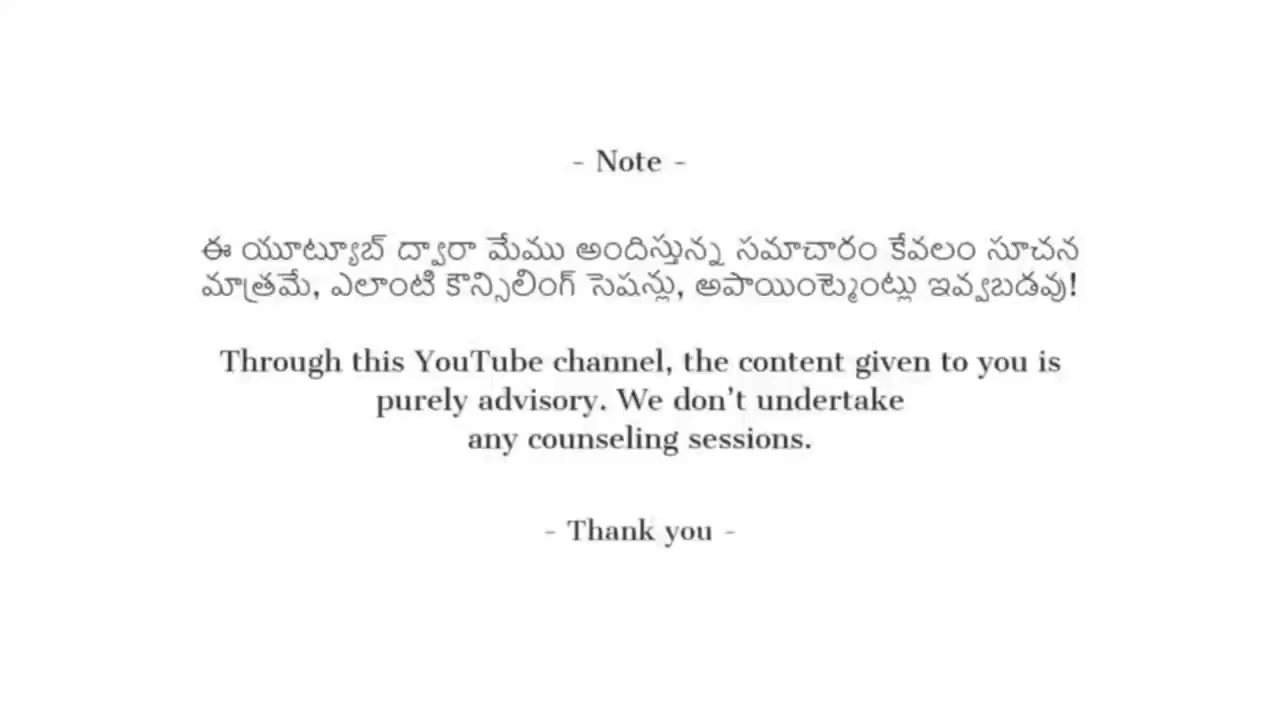 - Note -
ఈ యూట్యూబ్ ద్వారా మేము అందిస్తున్న సమాచారం కేవలం సూచన
మాత్రమే, ఎలాంటి కౌన్సిలింగ్ సెషన్లు, అపాయింట్మెంట్లు ఇవ్వబడవు!
Through this YouTube channel, the content given to you is
purely advisory. We don’t undertake
any counseling sessions.
- Thank you -